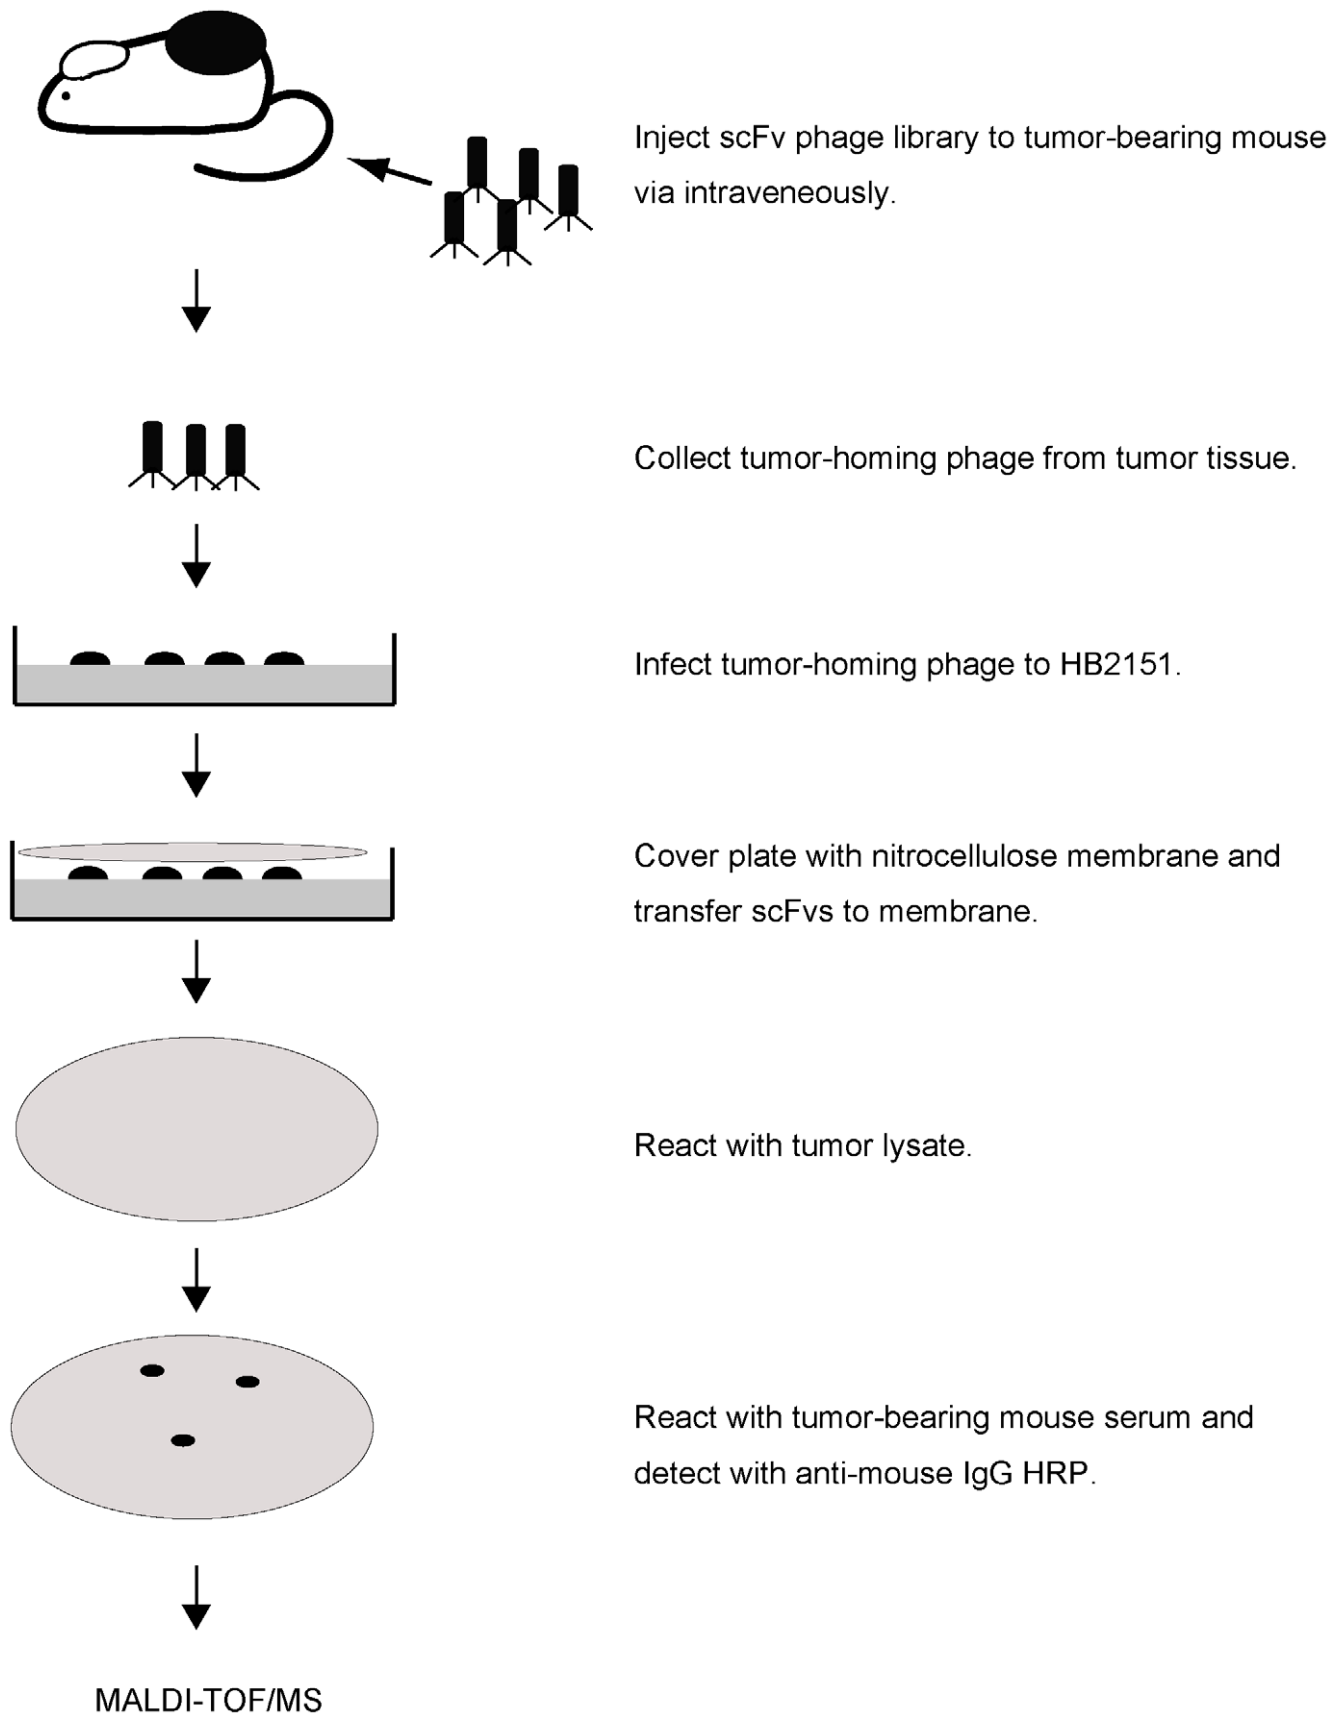 Inject scFv phage library to tumor-bearing mouse
via intraveneously.
Collect tumor-homing phage from tumor tissue.
Infect tumor-homing phage to HB2151.
Cover plate with nitrocellulose membrane and
transfer scFvs to membrane.
React with tumor lysate.
React with tumor-bearing mouse serum and
detect with anti-mouse IgG HRP.
MALDI-TOF/MS